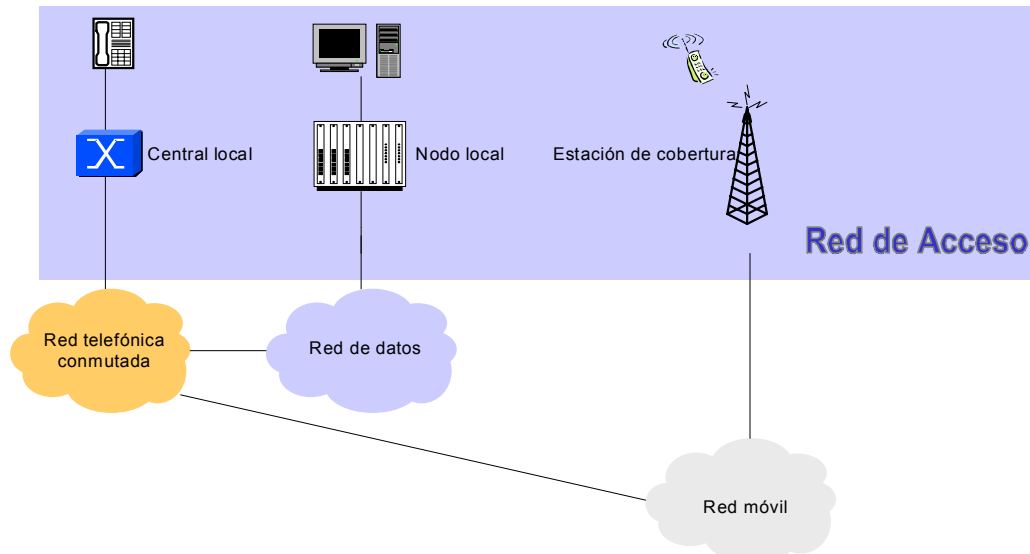 Central local
Nodo local
Estación de cobertura
Red de Acceso
Red telefónica
conmutada
Red de datos
Red móvil